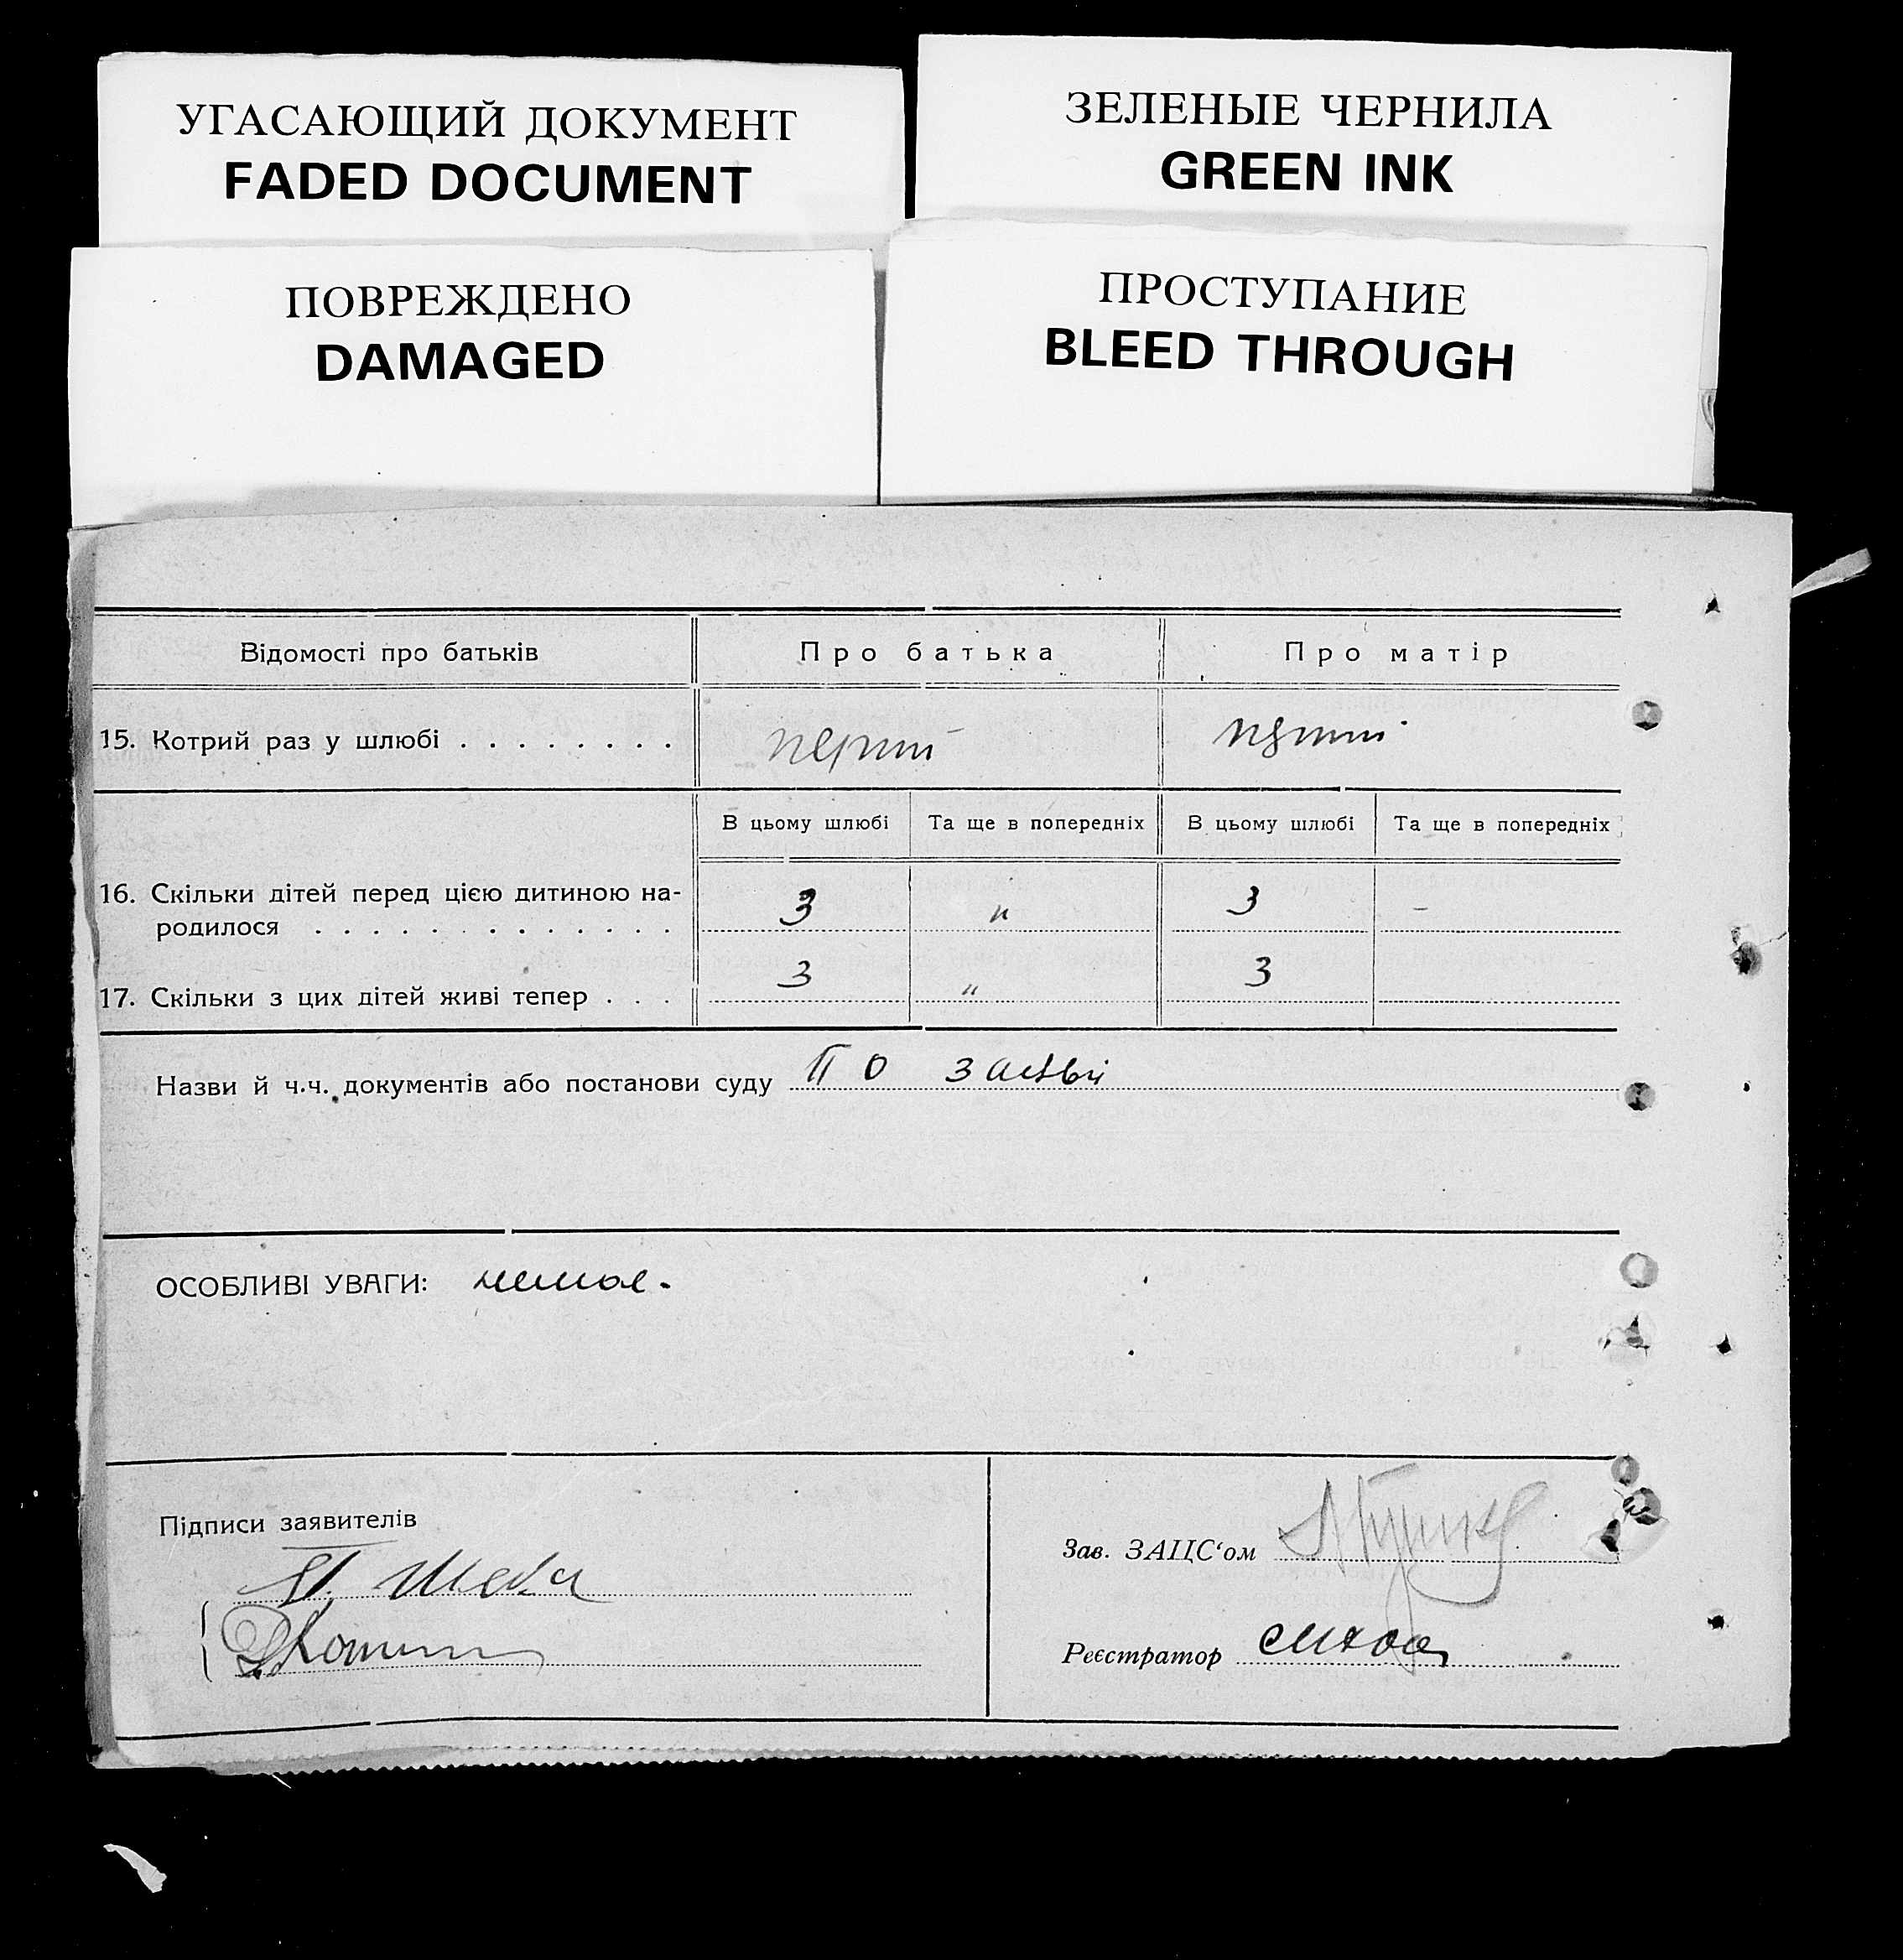 УГАСАЮЩИЙ ДОКУМЕНТ
FADED DOCUMENT
ЗЕЛЕНЫЕ ЧЕРНИЛА
GREEN INK
ПОВРЕЖДЕНО
DAMAGED
ПРОСТУПАНИЕ
BLEED THROUGH
Відомості про батьків Про батька Про матір
15. Котрий раз у шлюбі . . . . . . . .
В цьому шлюбі Та ще в попередніх В цьому шлюбі Та ще в попередніх
16. Скільки дітей перед цією дитиною на-
родилося . . . . . . . . . . . . . 3 " 3 –
17. Скільки з цих дітей живі тепер . . . 3 " 3
Назви й ч.ч. документів або постанови суду по заяві
ОСОБЛИВІ УВАГИ: немає.
Підписи заявителів
Зав. ЗАЦС‘ом
Реєстратор